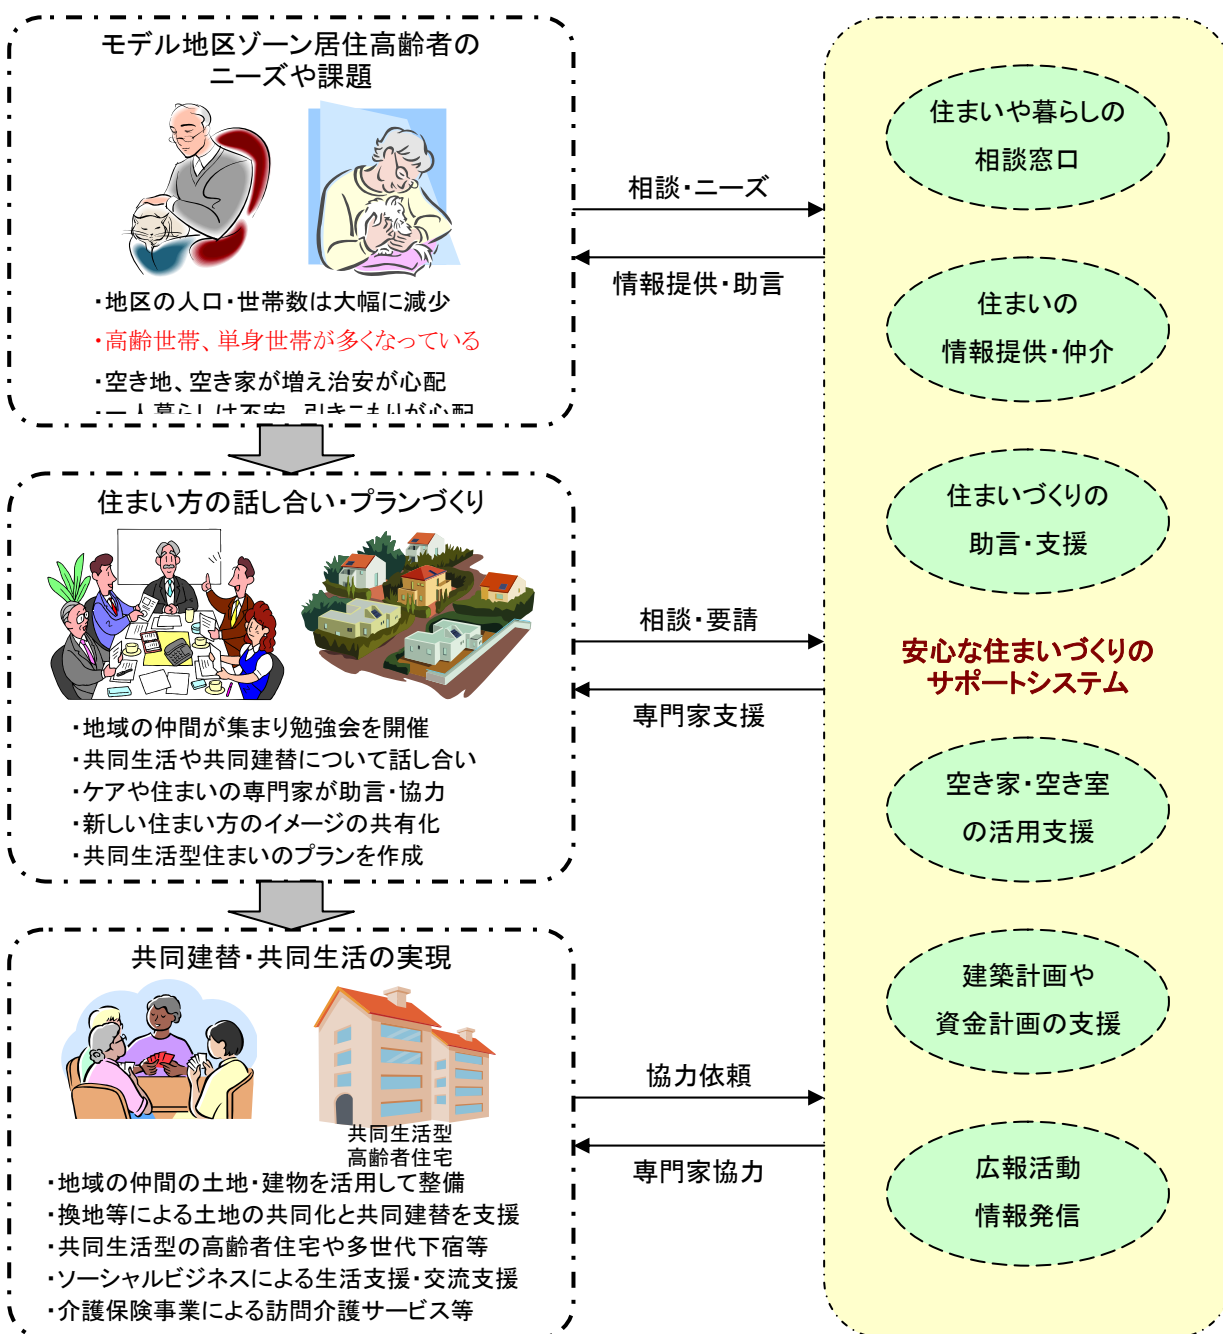 モデル地区ゾーン居住高齢者の
ニーズや課題
・地区の人口・世帯数は大幅に減少
・高齢世帯、単身世帯が多くなっている
・空き地、空き家が増え治安が心配
・一人暮らしは不安、引きこもりが心配
住まい方の話し合い・プランづくり
・地域の仲間が集まり勉強会を開催
・共同生活や共同建替について話し合い
・ケアや住まいの専門家が助言・協力
・新しい住まい方のイメージの共有化
・共同生活型住まいのプランを作成
共同建替・共同生活の実現
共同生活型
高齢者住宅
・地域の仲間の土地・建物を活用して整備
・換地等による土地の共同化と共同建替を支援
・共同生活型の高齢者住宅や多世代下宿等
・ソーシャルビジネスによる生活支援・交流支援
・介護保険事業による訪問介護サービス等
相談・ニーズ
情報提供・助言
相談・要請
専門家支援
協力依頼
専門家協力
住まいや暮らしの
相談窓口
住まいの
情報提供・仲介
住まいづくりの
助言・支援
安心な住まいづくりの
サポートシステム
空き家・空き室
の活用支援
建築計画や
資金計画の支援
広報活動
情報発信